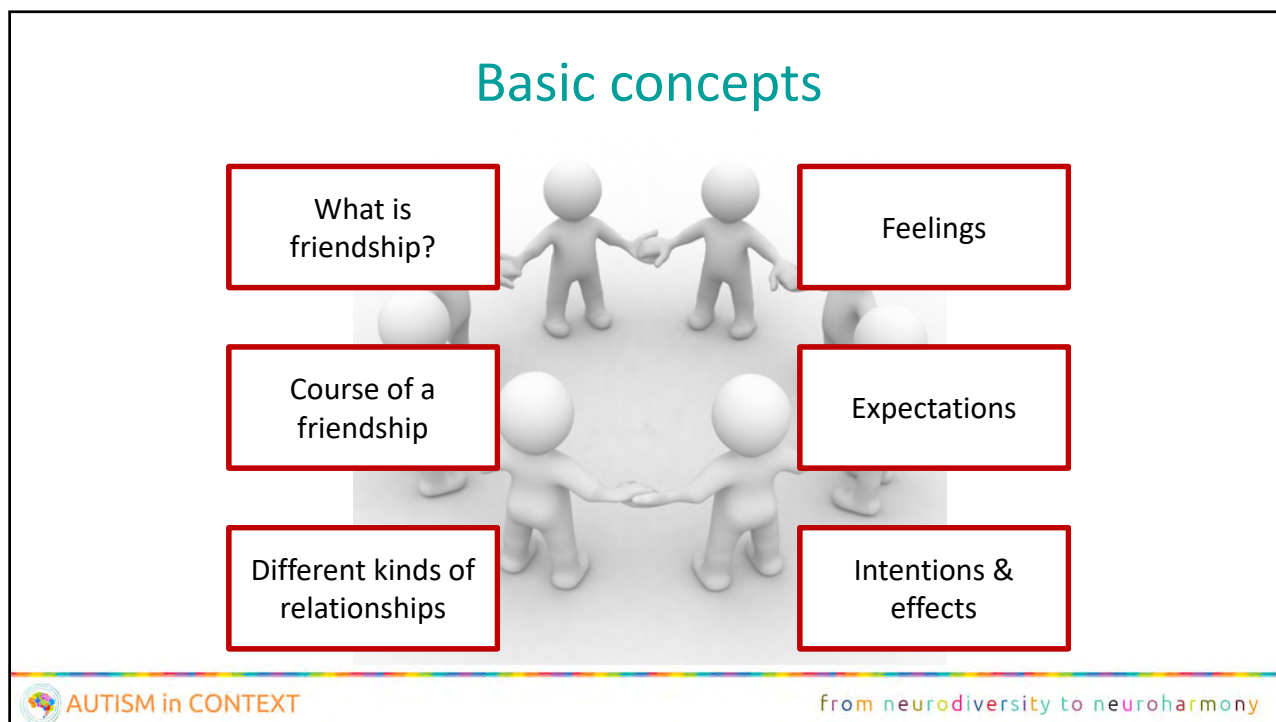 Basic concepts
What is
friendship?
Feelings
Course of a
friendship
Expectations
Different kinds of
relationships
Intentions &
effects
AUTISM in CONTEXT
from neurodiversity to neuroharmony